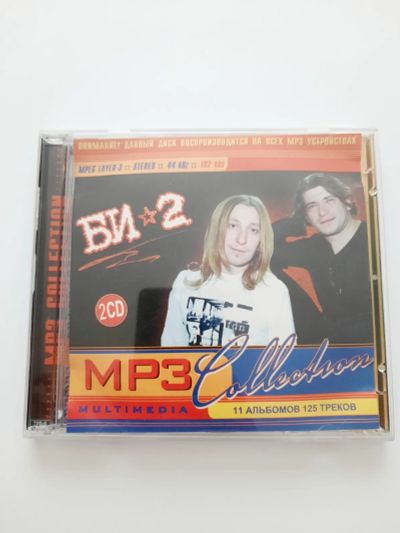 ВНИМАНИЕ! ДАННЫЙ ДИСК ВОСПРОИЗВОДИТСЯ НА ВСЕХ MP3 УСТРОЙСТВАХ
MPEG LAYER-3 :: STEREO :: 44 kHz :: 192 kbs
БИ 2
2CD
MP3 Collection
MULTIMEDIA
11 АЛЬБОМОВ 125 ТРЕКОВ
MP3 COLLECTION